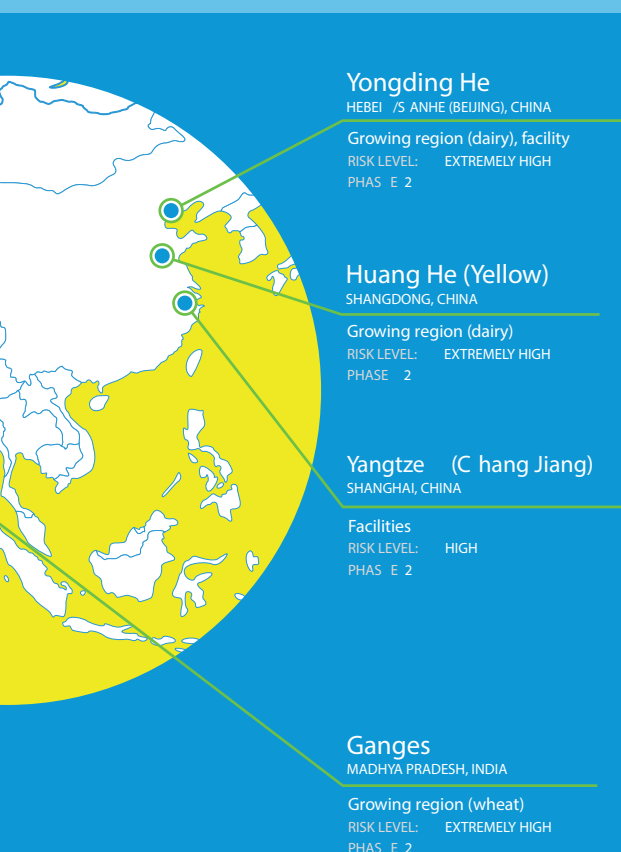 Yongding He
HEBEI /S ANHE (BEIJING), CHINA
Growing region (dairy), facility
RISK LEVEL: EXTREMELY HIGH
PHAS E 2
Huang He (Yellow)
SHANGDONG, CHINA
Growing region (dairy)
RISK LEVEL: EXTREMELY HIGH
PHASE 2
Yangtze (C hang Jiang)
SHANGHAI, CHINA
Facilities
RISK LEVEL: HIGH
PHAS E 2
Ganges
MADHYA PRADESH, INDIA
Growing region (wheat)
RISK LEVEL: EXTREMELY HIGH
PHAS E 2